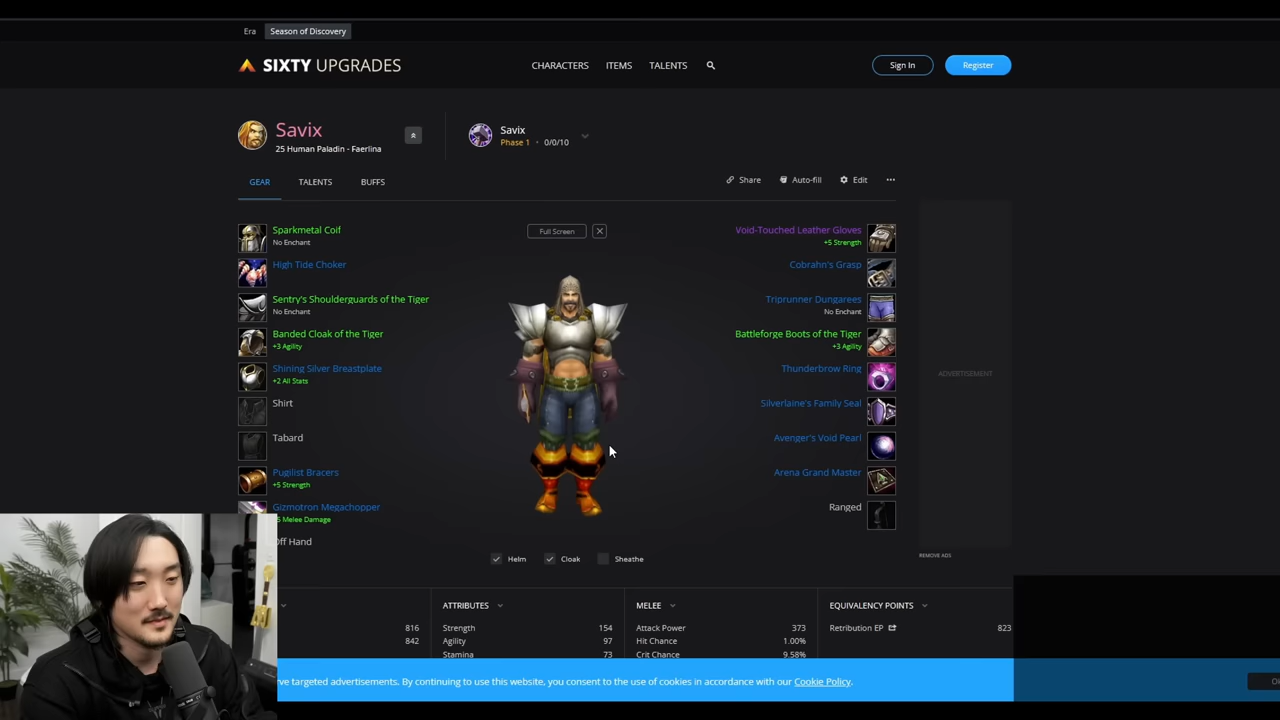 Era
Season of Discovery
SIXTY UPGRADES
CHARACTERS
ITEMS
TALENTS
Sign In
Register
Savix
25 Human Paladin - Faerlina
Savix
Phase 1 • 0/0/10
GEAR
TALENTS
BUFFS
Share
Auto-fill
Edit
Sparkmetal Coif
No Enchant
High Tide Choker
Sentry's Shoulderguards of the Tiger
No Enchant
Banded Cloak of the Tiger
+3 Agility
Shining Silver Breastplate
+2 All Stats
Shirt
Tabard
Pugilist Bracers
+5 Strength
Gizmotron Megachopper
Melee Damage
Off Hand
Full Screen
Helm
Cloak
Sheathe
Void-Touched Leather Gloves
+5 Strength
Cobrahn's Grasp
Triprunner Dungarees
No Enchant
Battleforge Boots of the Tiger
+3 Agility
Thunderbrow Ring
Silverlaine's Family Seal
Avenger's Void Pearl
Arena Grand Master
Ranged
ADVERTISEMENT
REMOVE ADS
816
842
ATTRIBUTES
Strength 154
Agility 97
Stamina 73
MELEE
Attack Power 373
Hit Chance 1.00%
Crit Chance 9.58%
EQUIVALENCY POINTS
Retribution EP 823
ve targeted advertisements. By continuing to use this website, you consent to the use of cookies in accordance with our Cookie Policy.